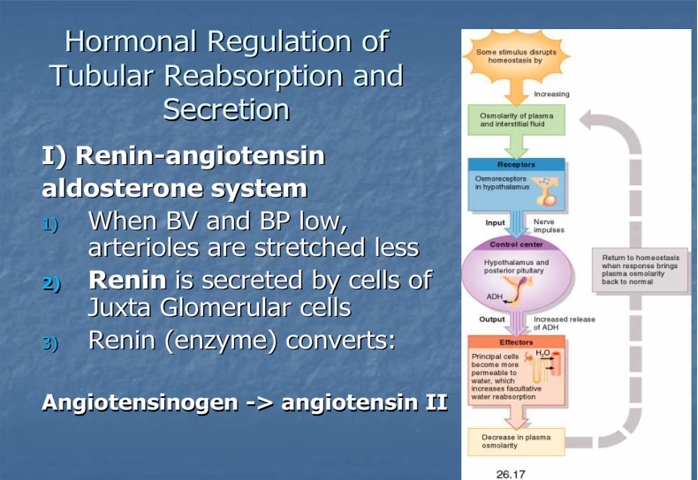 Hormonal Regulation of
Tubular Reabsorption and
Secretion
I) Renin-angiotensin
aldosterone system
1) When BV and BP low,
arterioles are stretched less
2) Renin is secreted by cells of
Juxta Glomerular cells
3) Renin (enzyme) converts:
Angiotensinogen -> angiotensin II
Some stimulus disrupts
homeostasis by
Increasing
Osmolarity of plasma
and interstitial fluid
Receptors
Osmoreceptors
in hypothalamus
Input
Nerve
impulses
Control center
Hypothalamus and
posterior pituitary
ADH
Output
Increased release
of ADH
Effectors
Principal cells
become more
permeable to
water, which
increases facultative
water reabsorption
H2O
Decrease in plasma
osmolarity
Return to homeostasis
when response brings
plasma osmolarity
back to normal
26.17